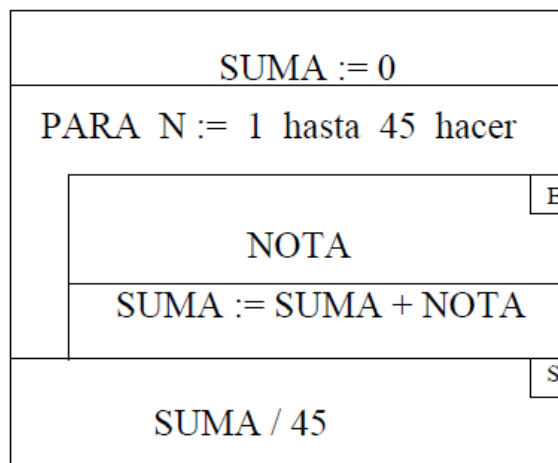 SUMA := 0
PARA N := 1 hasta 45 hacer
E
NOTA
SUMA := SUMA + NOTA
S
SUMA / 45